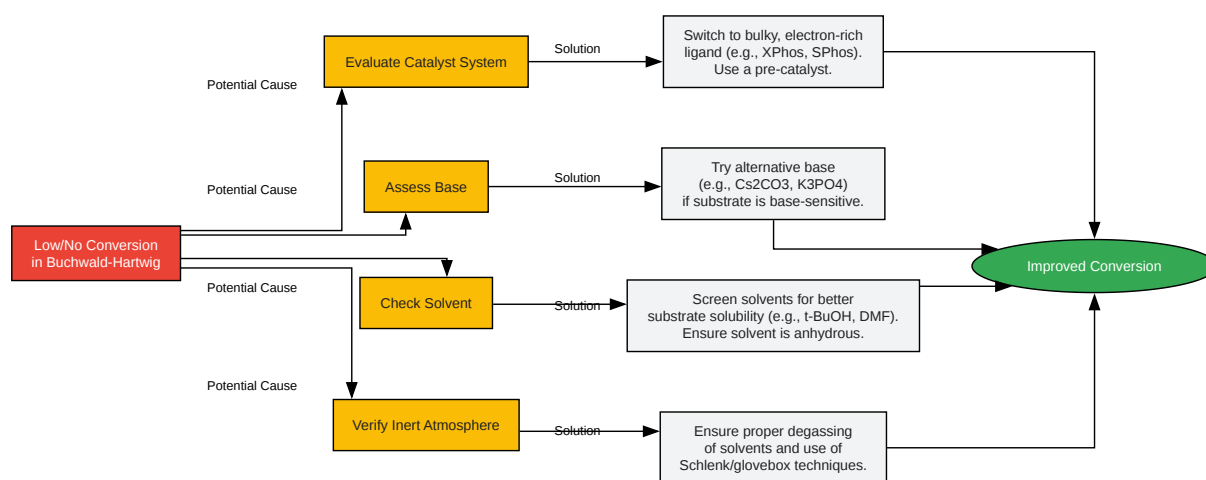 Low/No Conversion
in Buchwald-Hartwig
Potential Cause
Evaluate Catalyst System
Solution
Switch to bulky, electron-rich
ligand (e.g., XPhos, SPhos).
Use a pre-catalyst.
Potential Cause
Assess Base
Solution
Try alternative base
(e.g., Cs2CO3, K3PO4)
if substrate is base-sensitive.
Potential Cause
Check Solvent
Solution
Screen solvents for better
substrate solubility (e.g., t-BuOH, DMF).
Ensure solvent is anhydrous.
Potential Cause
Verify Inert Atmosphere
Solution
Ensure proper degassing
of solvents and use of
Schlenk/glovebox techniques.
Improved Conversion